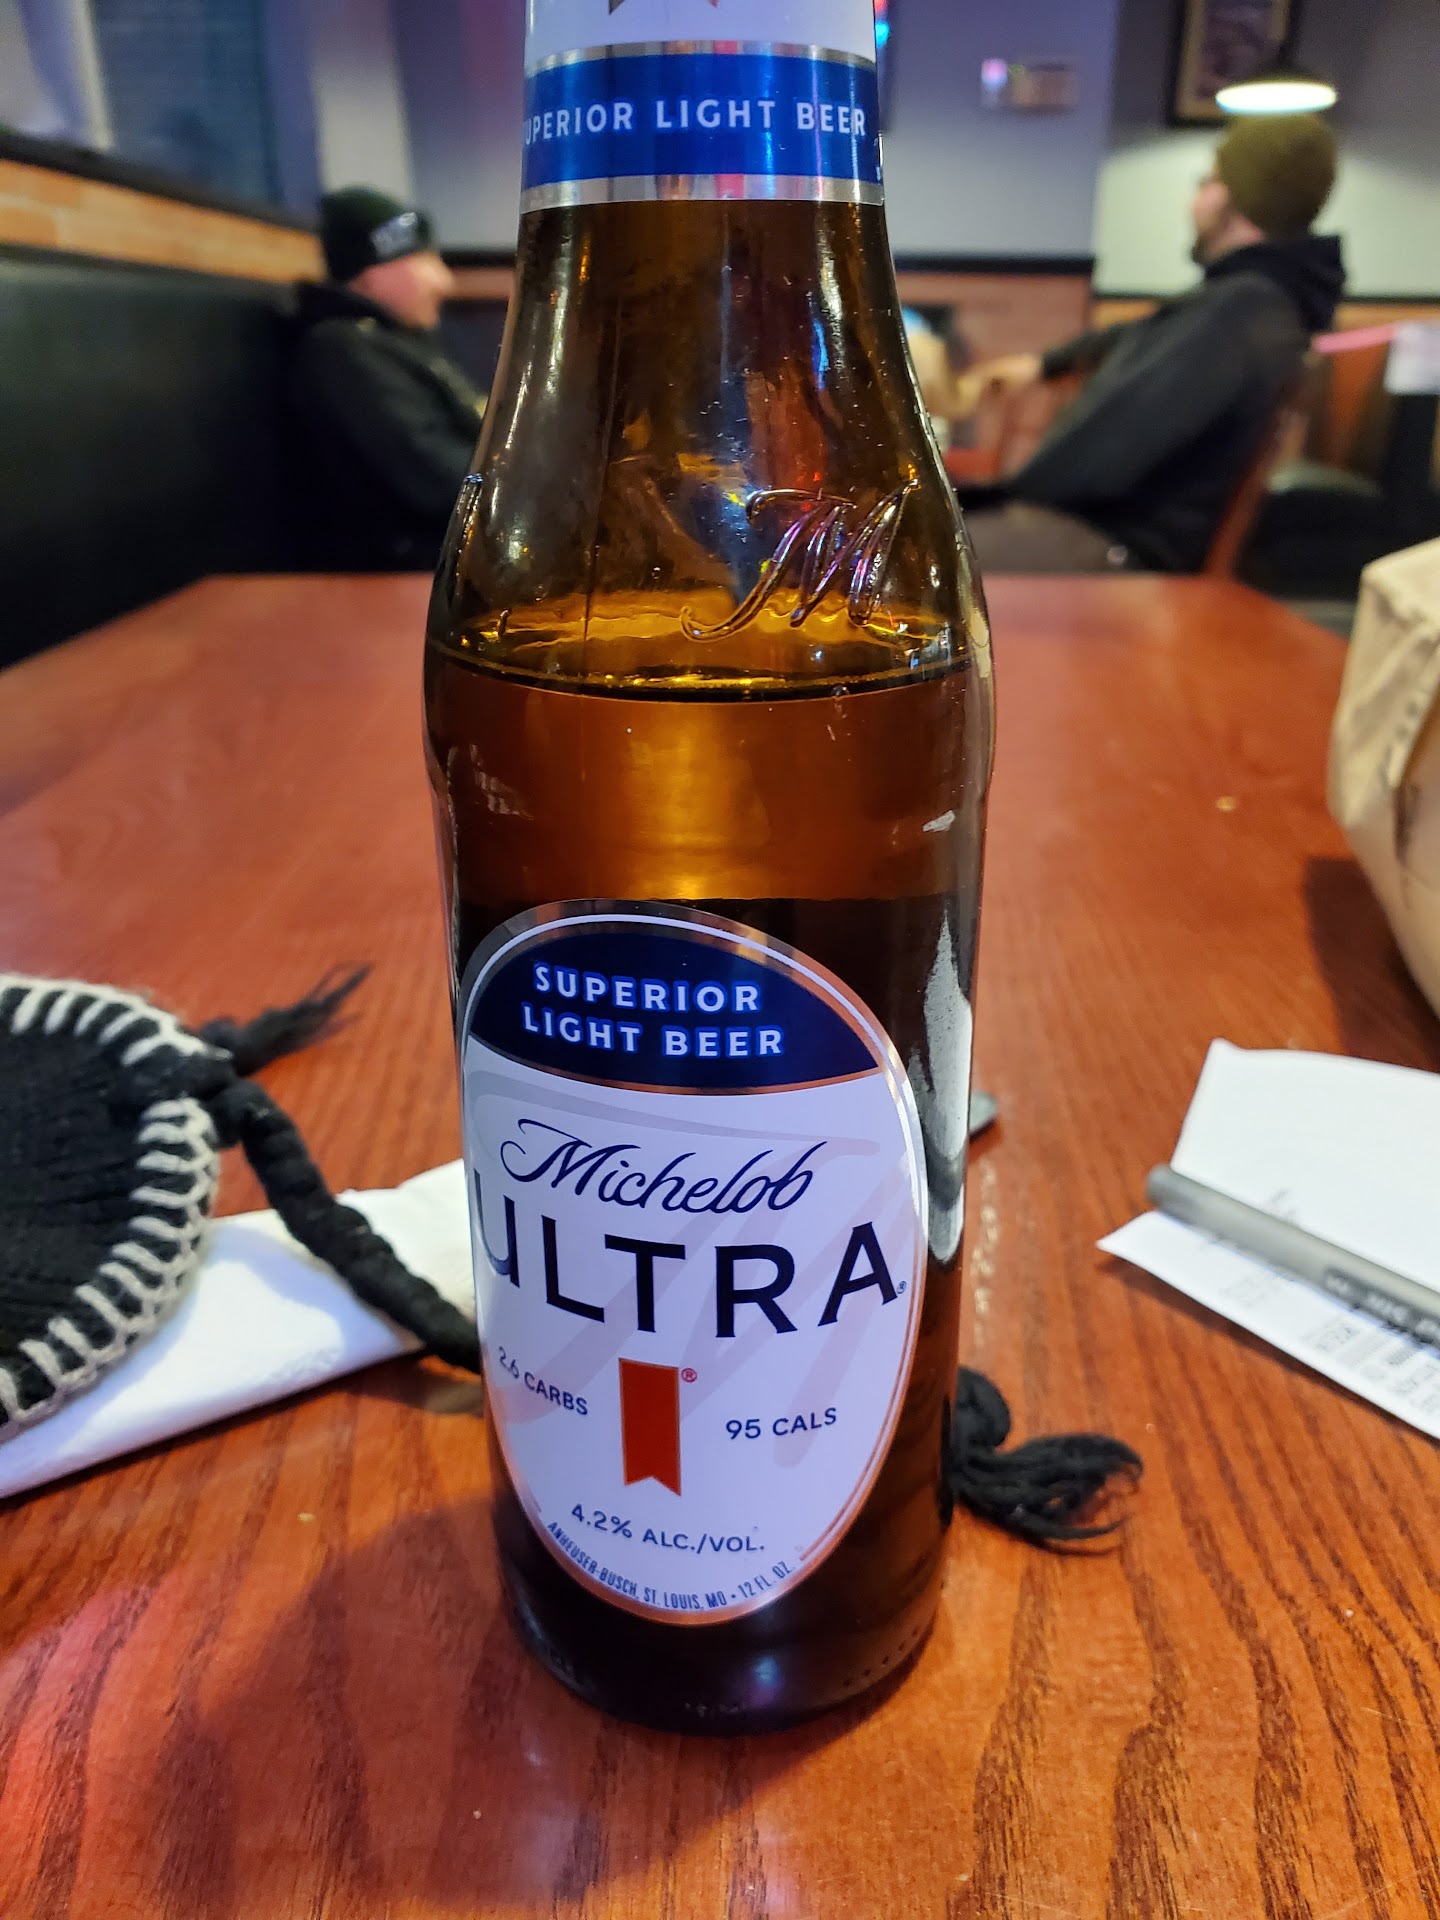 SUPERIOR LIGHT BEER
SUPERIOR
LIGHT BEER
Michelob
ULTRA®
2.6 CARBS
®
95 CALS
4.2% ALC./VOL.
ANHEUSER-BUSCH, ST. LOUIS, MO • 12 FL. OZ.